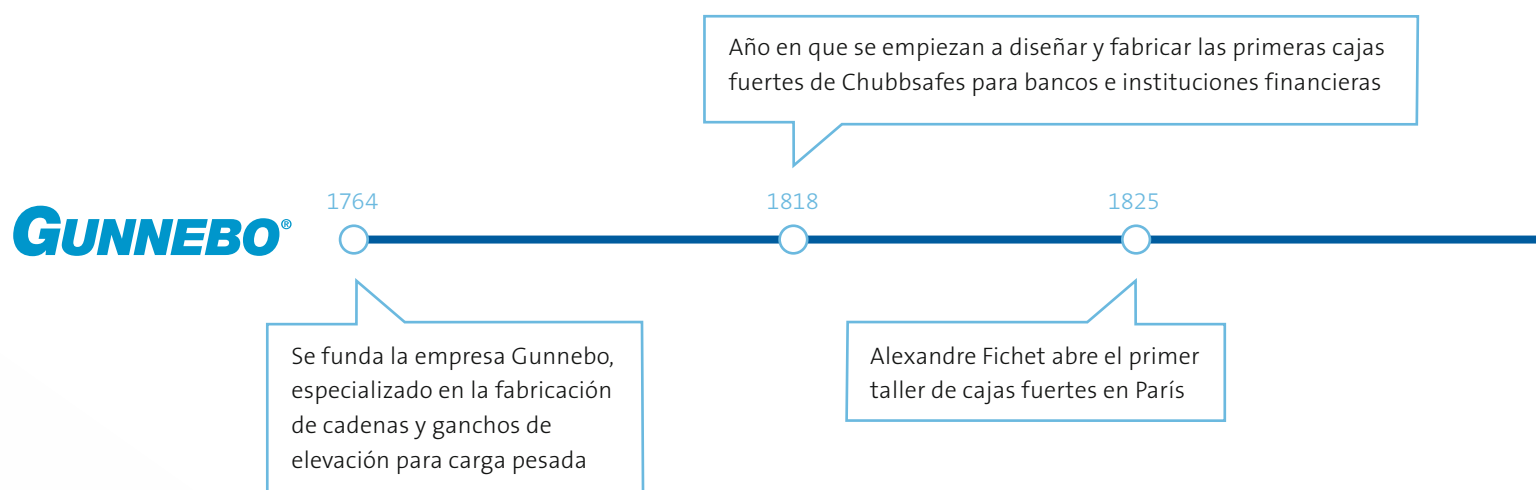 Año en que se empiezan a diseñar y fabricar las primeras cajas
fuertes de Chubbsafes para bancos e instituciones financieras
GUNNEBO®
1764
1818
1825
Se funda la empresa Gunnebo,
especializado en la fabricación
de cadenas y ganchos de
elevación para carga pesada
Alexandre Fichet abre el primer
taller de cajas fuertes en París